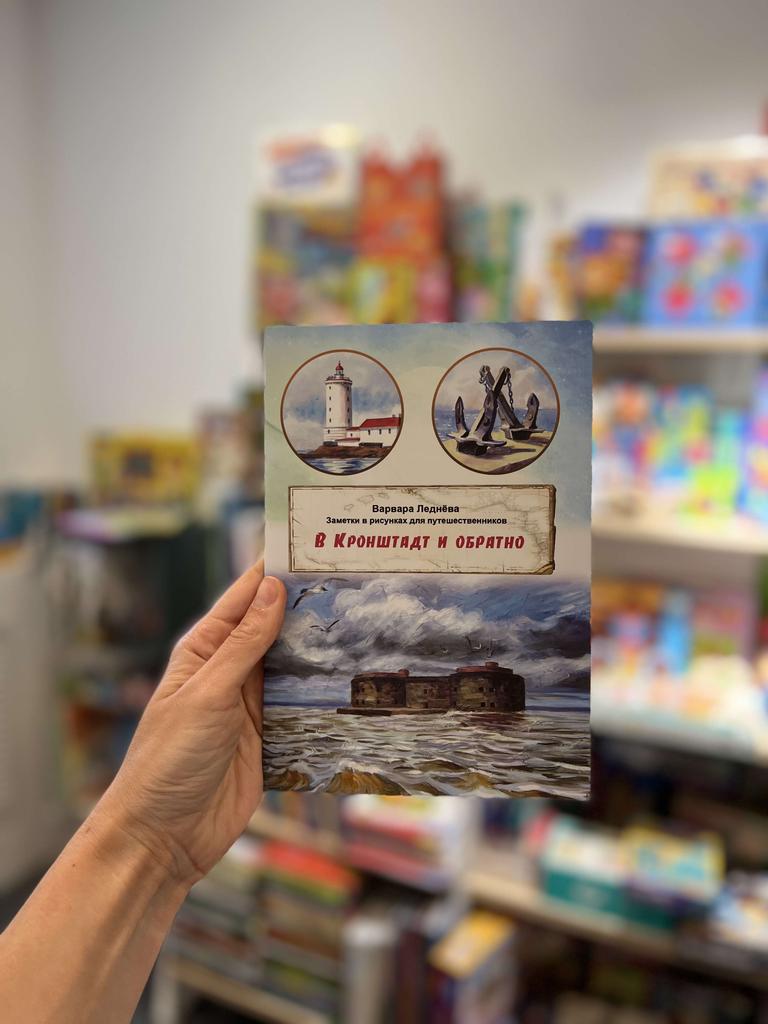 Варвара Леднёва
Заметки в рисунках для путешественников
В Кронштадт и обратно